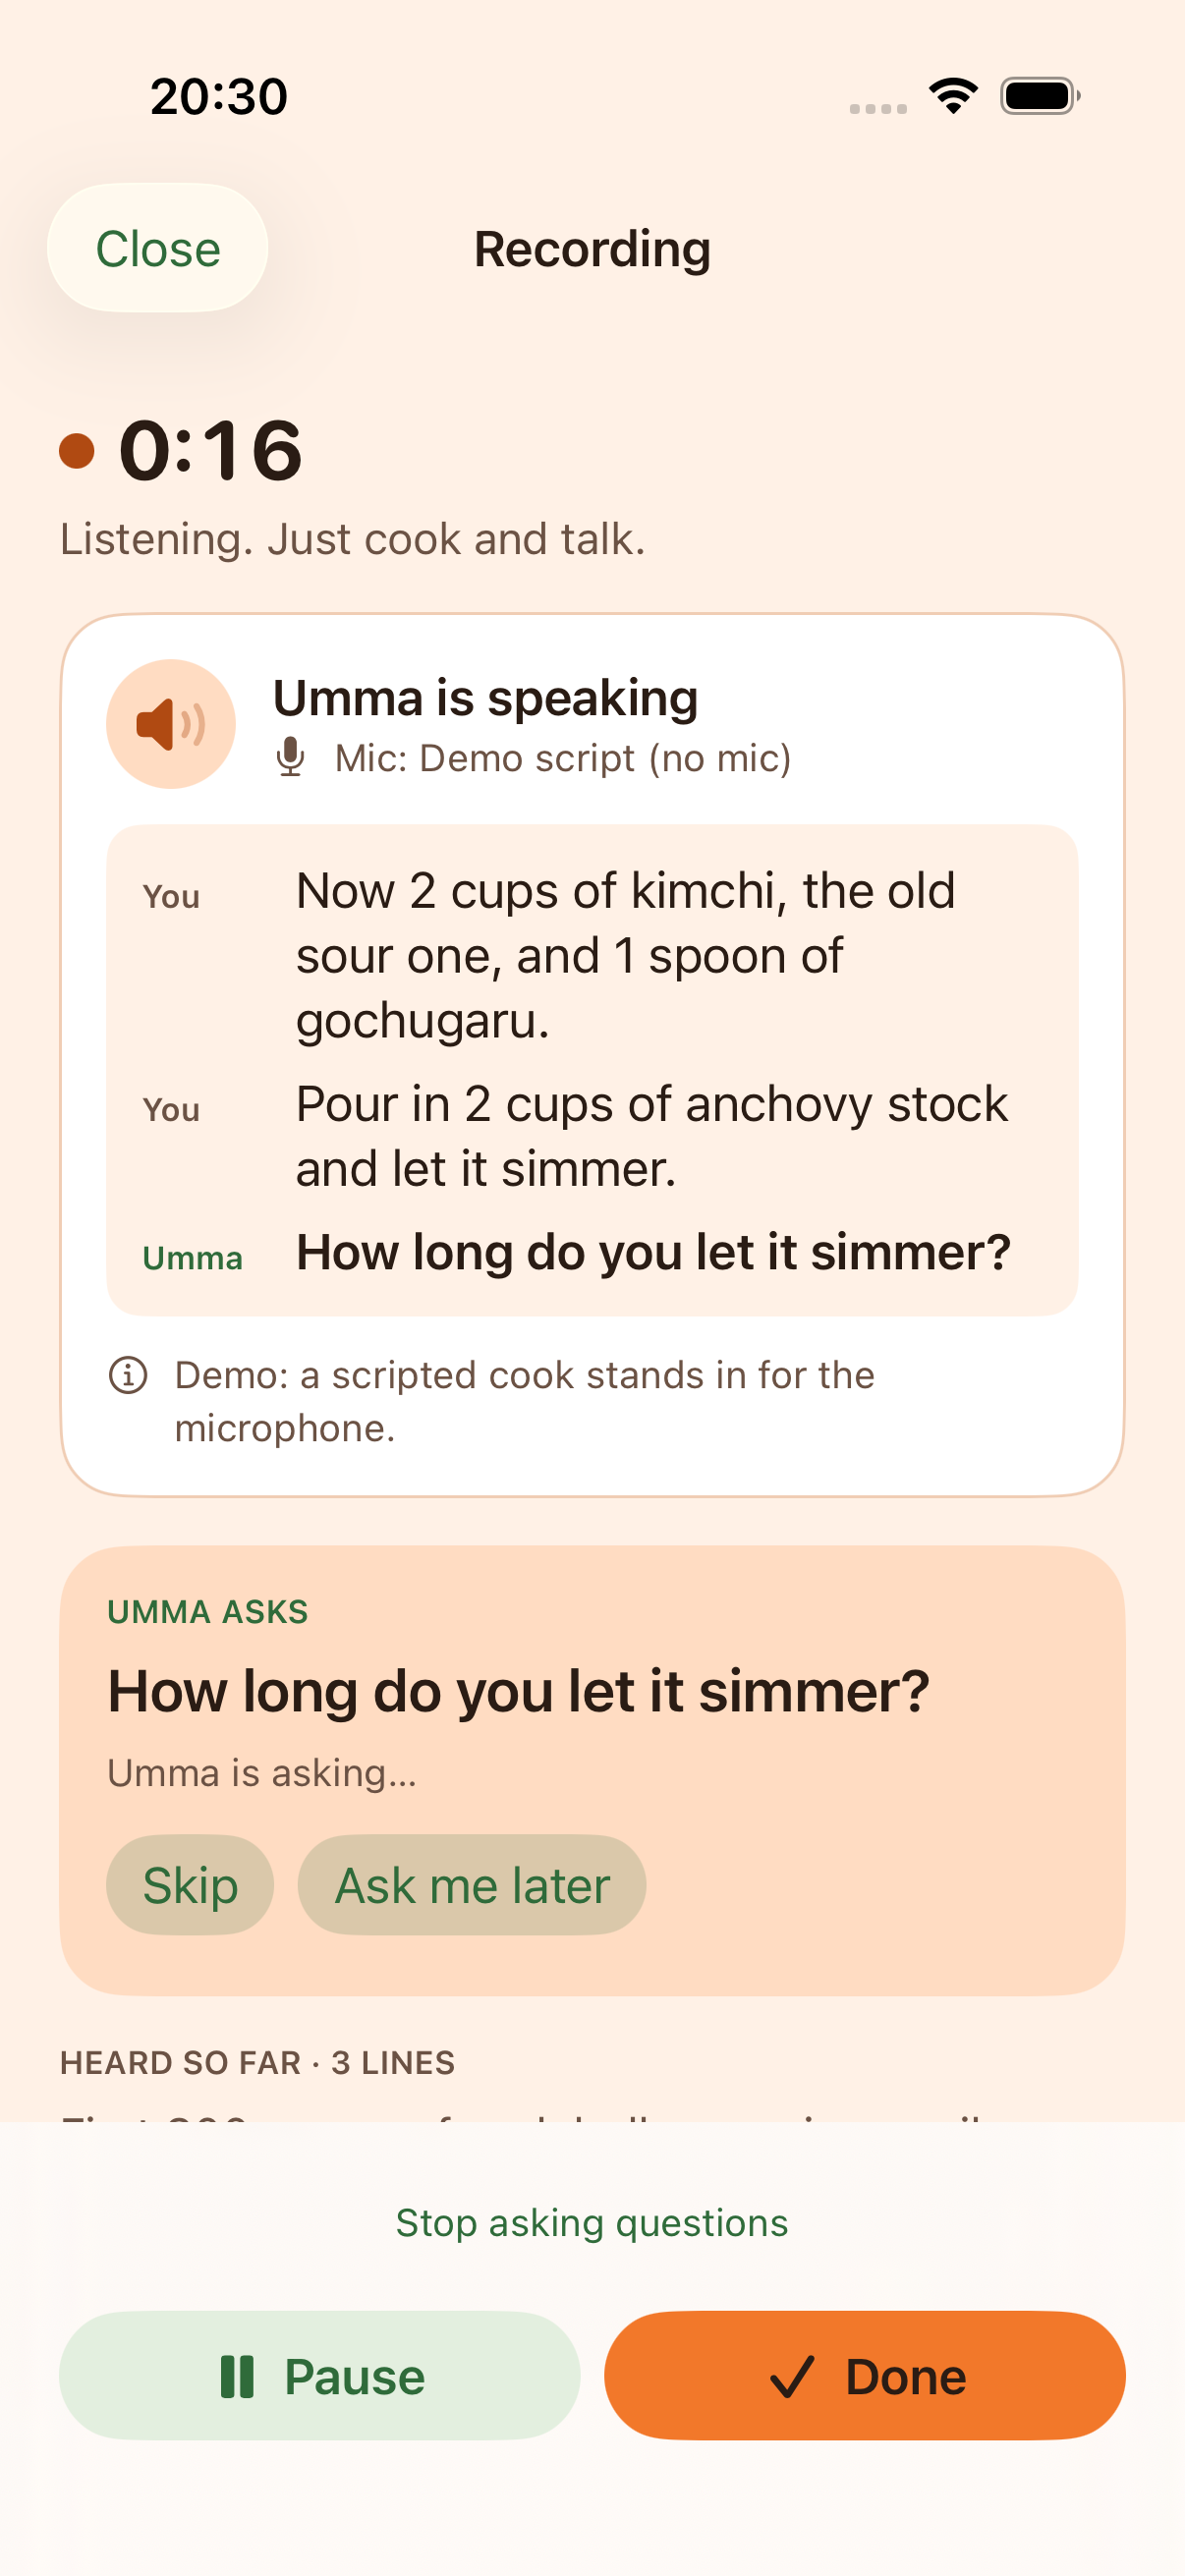 20:30
Close
Recording
0:16
Listening. Just cook and talk.
Umma is speaking
Mic: Demo script (no mic)
You
Now 2 cups of kimchi, the old
sour one, and 1 spoon of
gochugaru.
You
Pour in 2 cups of anchovy stock
and let it simmer.
Umma
How long do you let it simmer?
Demo: a scripted cook stands in for the
microphone.
UMMA ASKS
How long do you let it simmer?
Umma is asking...
Skip
Ask me later
HEARD SO FAR · 3 LINES
Stop asking questions
Pause
Done